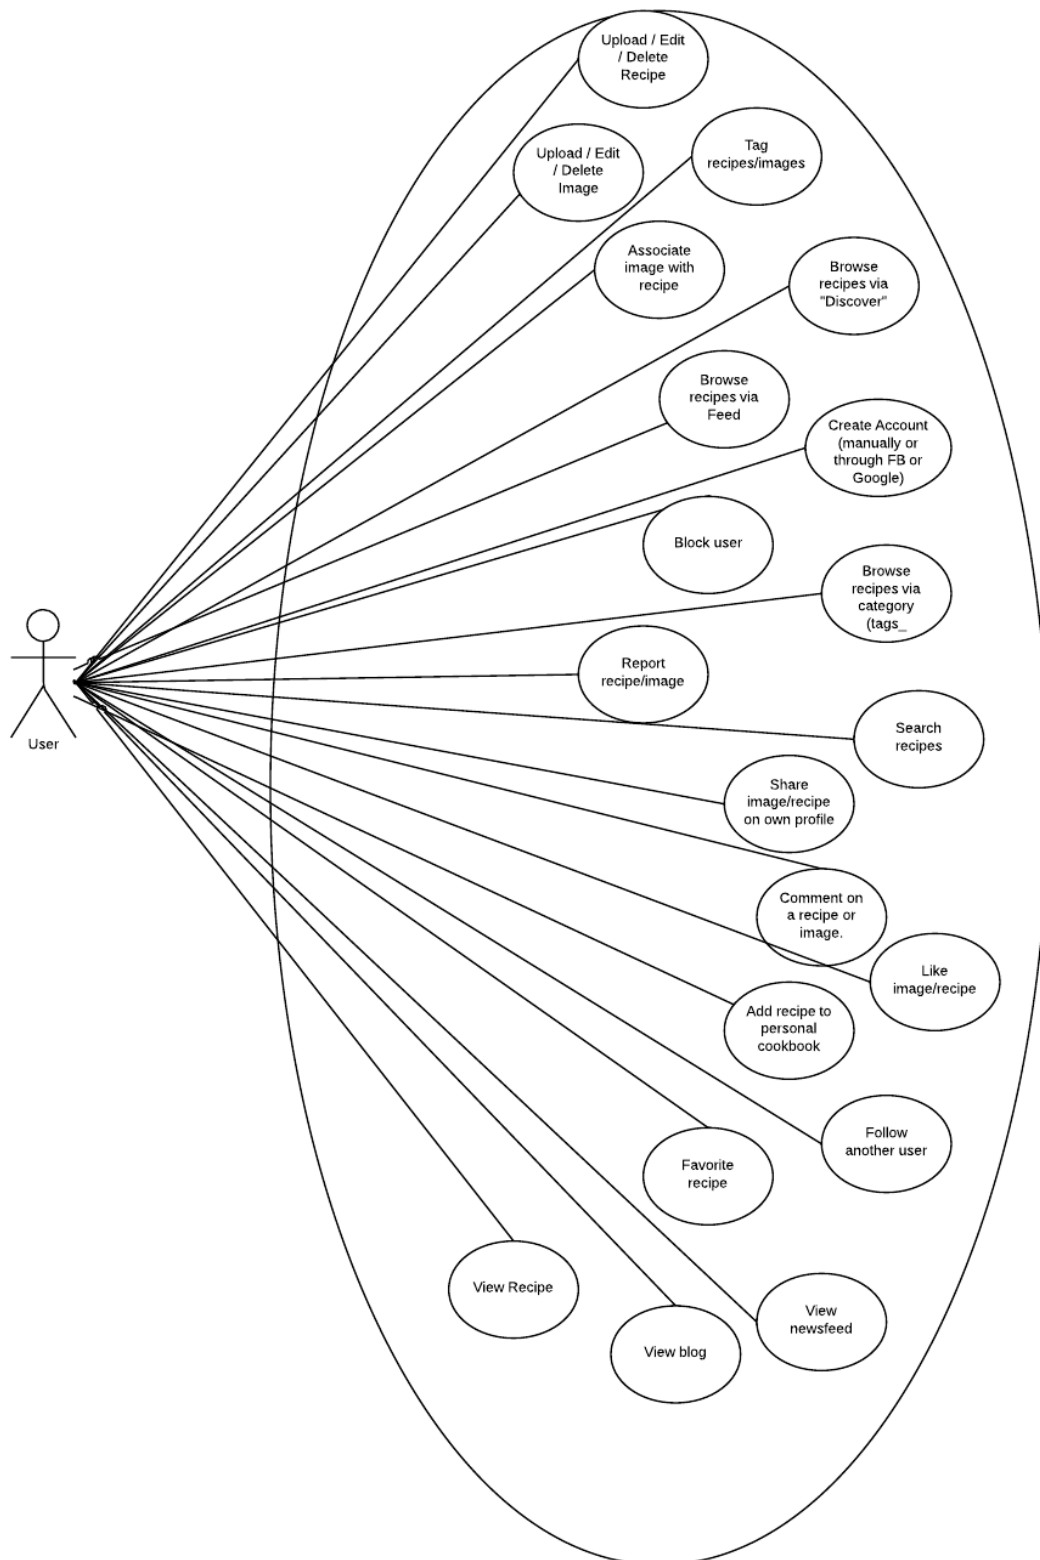 Upload / Edit
/ Delete
Recipe
Upload / Edit
/ Delete
Image
Tag
recipes/images
Associate
image with
recipe
Browse
recipes via
"Discover"
Browse
recipes via
Feed
Create Account
(manually or
through FB or
Google)
Block user
Browse
recipes via
category
(tags_
Report
recipe/image
User
Search
recipes
Share
image/recipe
on own profile
Comment on
a recipe or
image.
Like
image/recipe
Add recipe to
personal
cookbook
Follow
another user
Favorite
recipe
View Recipe
View
newsfeed
View blog